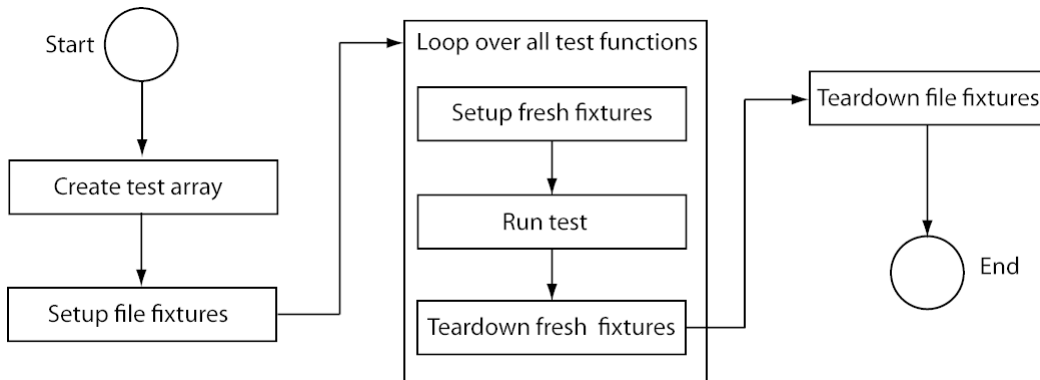 Start
Create test array
Setup file fixtures
Loop over all test functions
Setup fresh fixtures
Run test
Teardown fresh fixtures
Teardown file fixtures
End